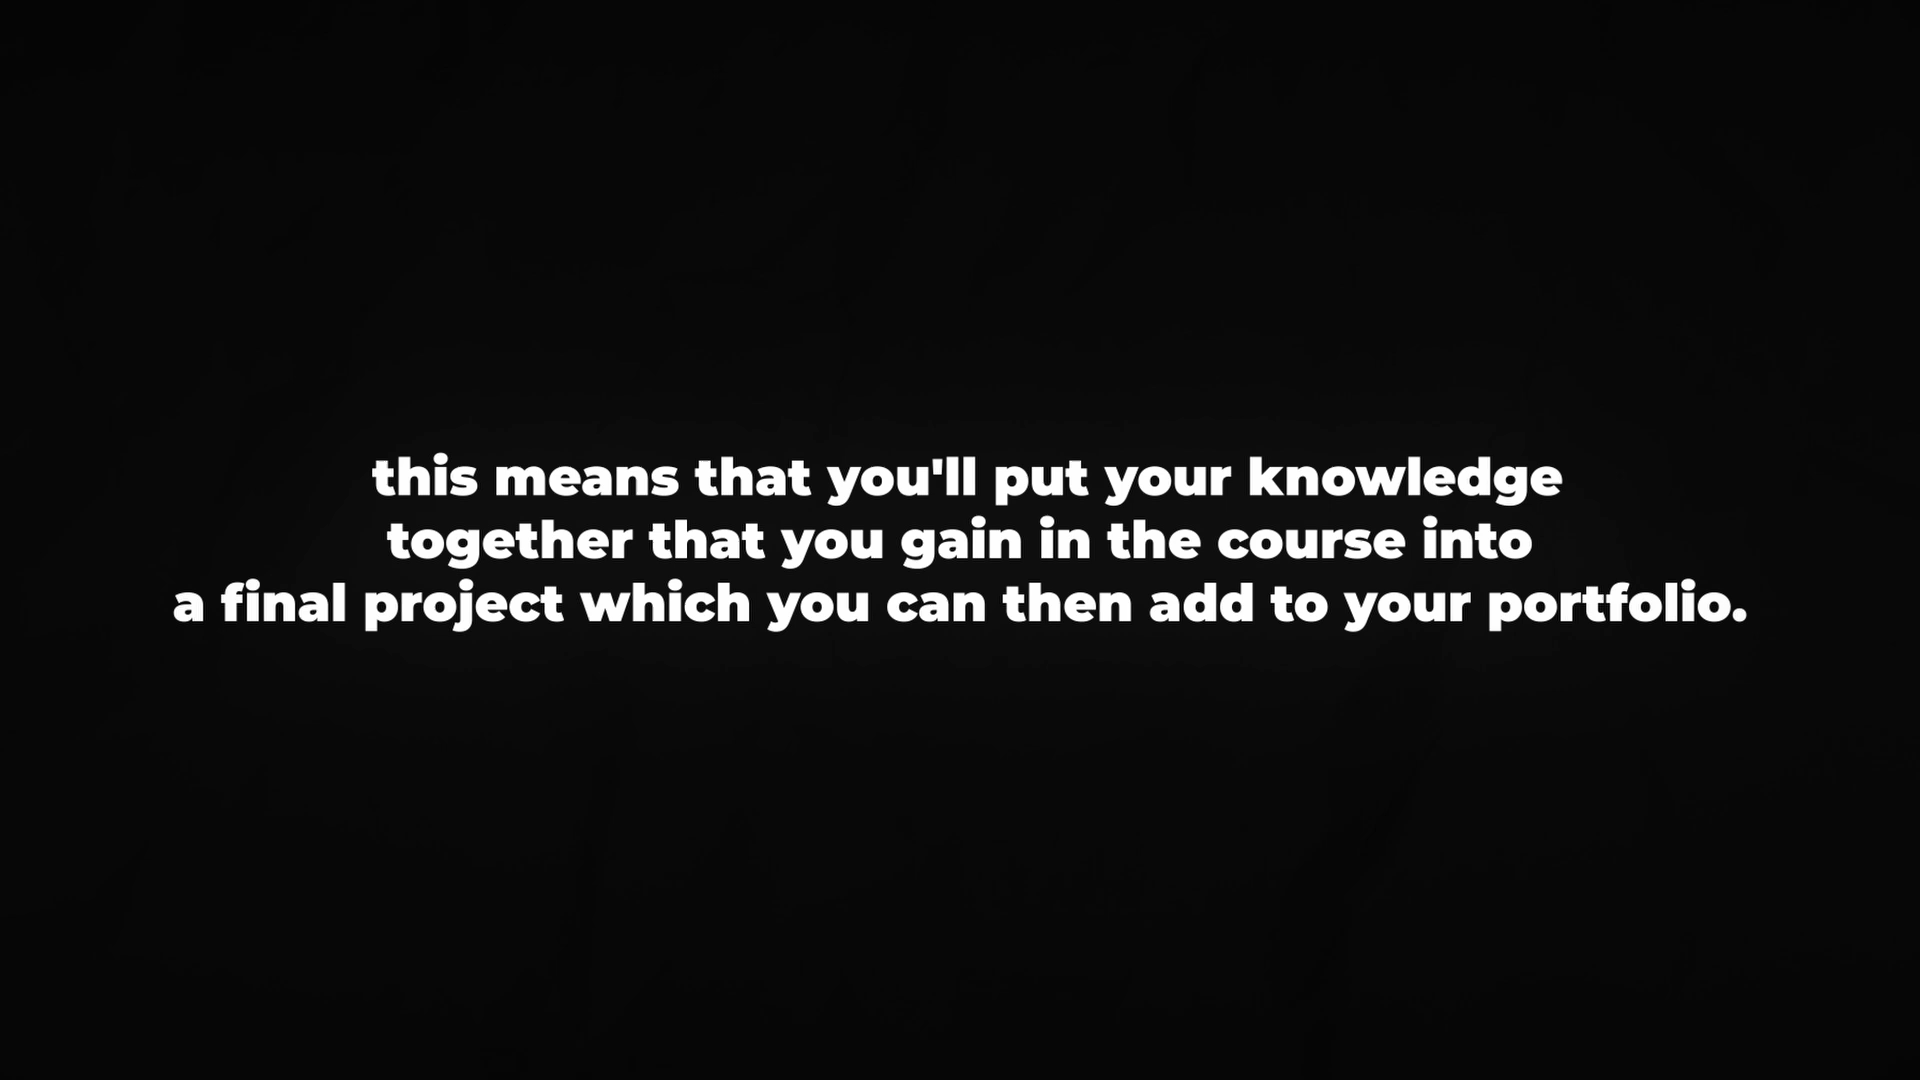 this means that you'll put your knowledge
together that you gain in the course into
a final project which you can then add to your portfolio.